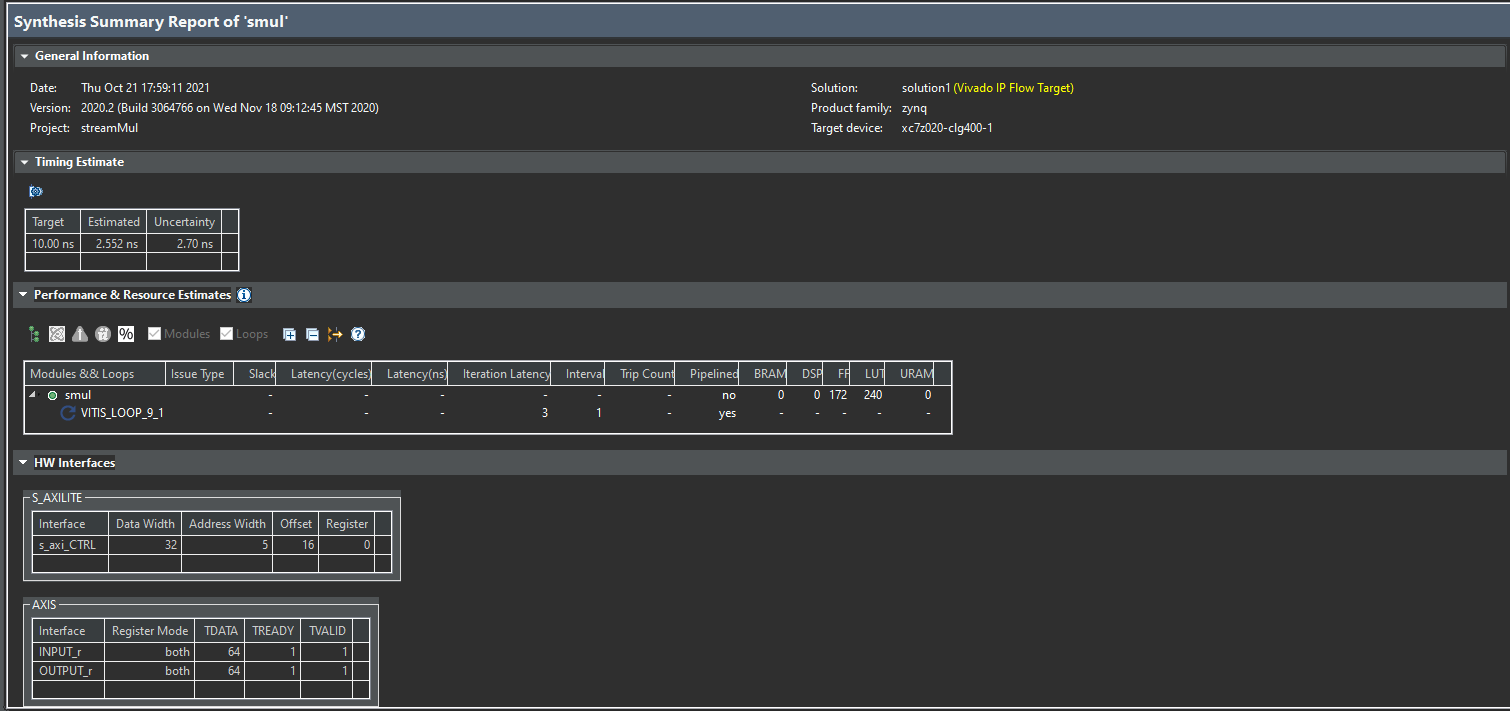 Synthesis Summary Report of 'smul'
General Information
Date: Thu Oct 21 17:59:11 2021 Solution: solution1 (Vivado IP Flow Target)
Version: 2020.2 (Build 3064766 on Wed Nov 18 09:12:45 MST 2020) Product family: zynq
Project: streamMul Target device: xc7z020-clg400-1
Timing Estimate
Target Estimated Uncertainty
10.00 ns 2.552 ns 2.70 ns
Performance & Resource Estimates
% Modules Loops
Modules && Loops Issue Type Slack Latency(cycles) Latency(ns) Iteration Latency Interval Trip Count Pipelined BRAM DSP FF LUT URAM
smul - - - - - - no 0 0 172 240 0
VITIS_LOOP_9_1 - - - 3 1 - yes - - - - -
HW Interfaces
S_AXILITE
Interface Data Width Address Width Offset Register
s_axi_CTRL 32 5 16 0
AXIS
Interface Register Mode TDATA TREADY TVALID
INPUT_r both 64 1 1
OUTPUT_r both 64 1 1